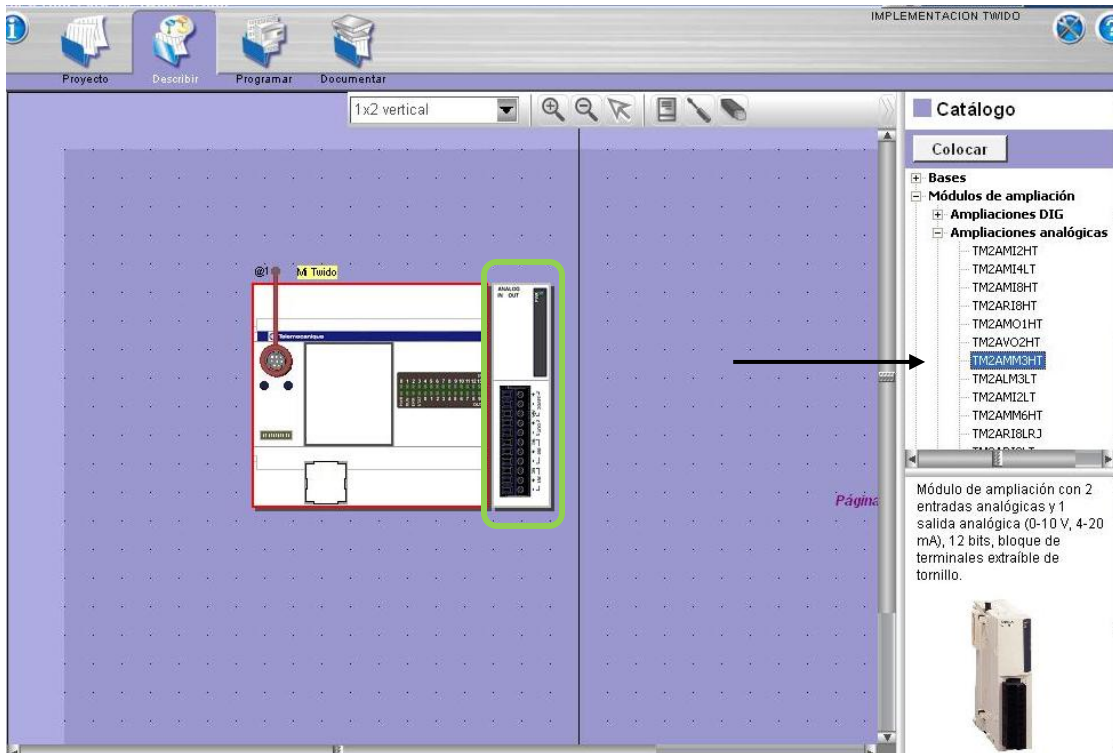 IMPLEMENTACION TWIDO
Proyecto
Describir
Programar
Documentar
1x2 vertical
@1
Mi Twido
Telemecanique
ANALOG
IN OUT
Página
Catálogo
Colocar
Bases
Módulos de ampliación
Ampliaciones DIG
Ampliaciones analógicas
TM2AMI2HT
TM2AMI4LT
TM2AMI8HT
TM2ARI8HT
TM2AMO1HT
TM2AVO2HT
TM2AMM3HT
TM2ALM3LT
TM2AMI2LT
TM2AMM6HT
TM2ARI8LRJ
Módulo de ampliación con 2
entradas analógicas y 1
salida analógica (0-10 V, 4-20
mA), 12 bits, bloque de
terminales extraíble de
tornillo.